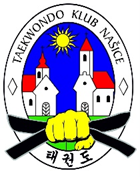 TAEKWONDO KLUB NAŠICE
태권도